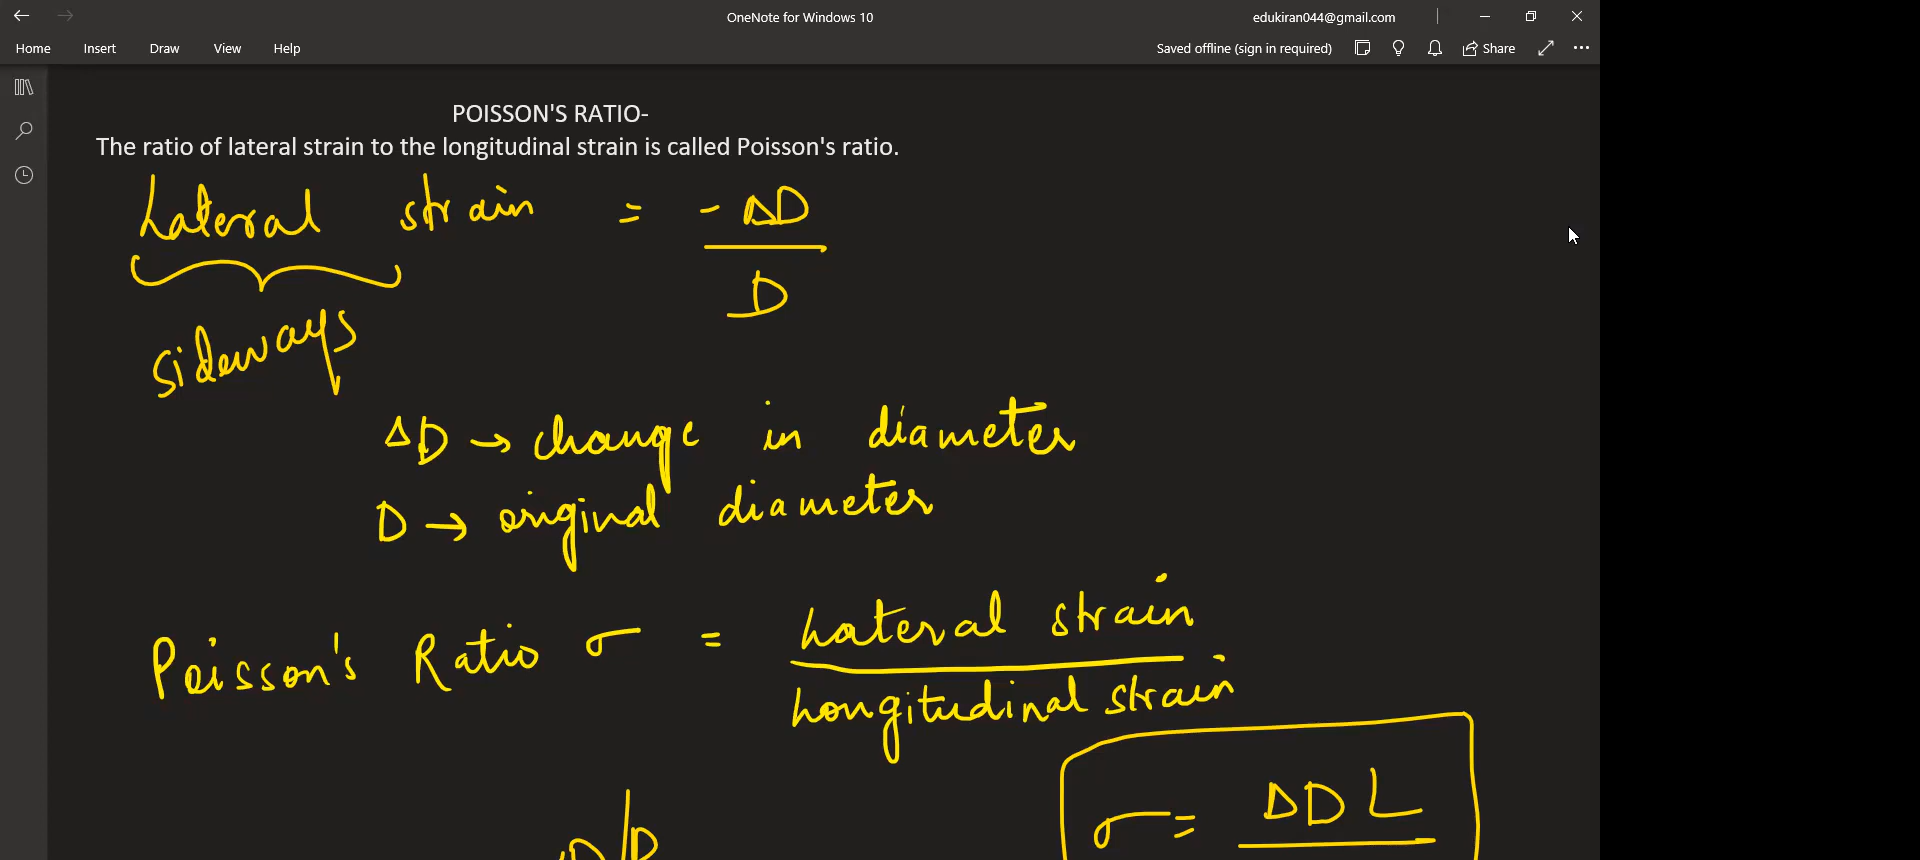 OneNote for Windows 10
edukiran044@gmail.com
Home Insert Draw View Help
Saved offline (sign in required) Share
POISSON'S RATIO-
The ratio of lateral strain to the longitudinal strain is called Poisson's ratio.
Lateral strain = - ΔD
D
sideways
ΔD → change in diameter
D → original diameter
Poisson's Ratio σ = Lateral strain
Longitudinal strain
σ = ΔD L